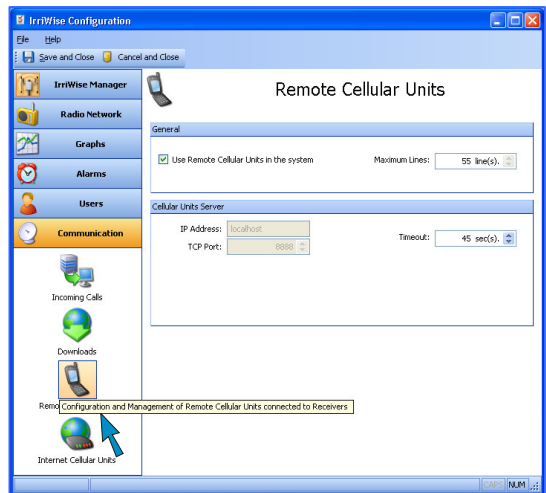 IrriWise Configuration
File Help
Save and Close Cancel and Close
IrriWise Manager
Radio Network
Graphs
Alarms
Users
Communication
Incoming Calls
Downloads
Remo
Configuration and Management of Remote Cellular Units connected to Receivers
Internet Cellular Units
Remote Cellular Units
General
Use Remote Cellular Units in the system Maximum Lines: 55 line(s).
Cellular Units Server
IP Address: localhost
TCP Port: 8888
Timeout: 45 sec(s).
CAPS NUM